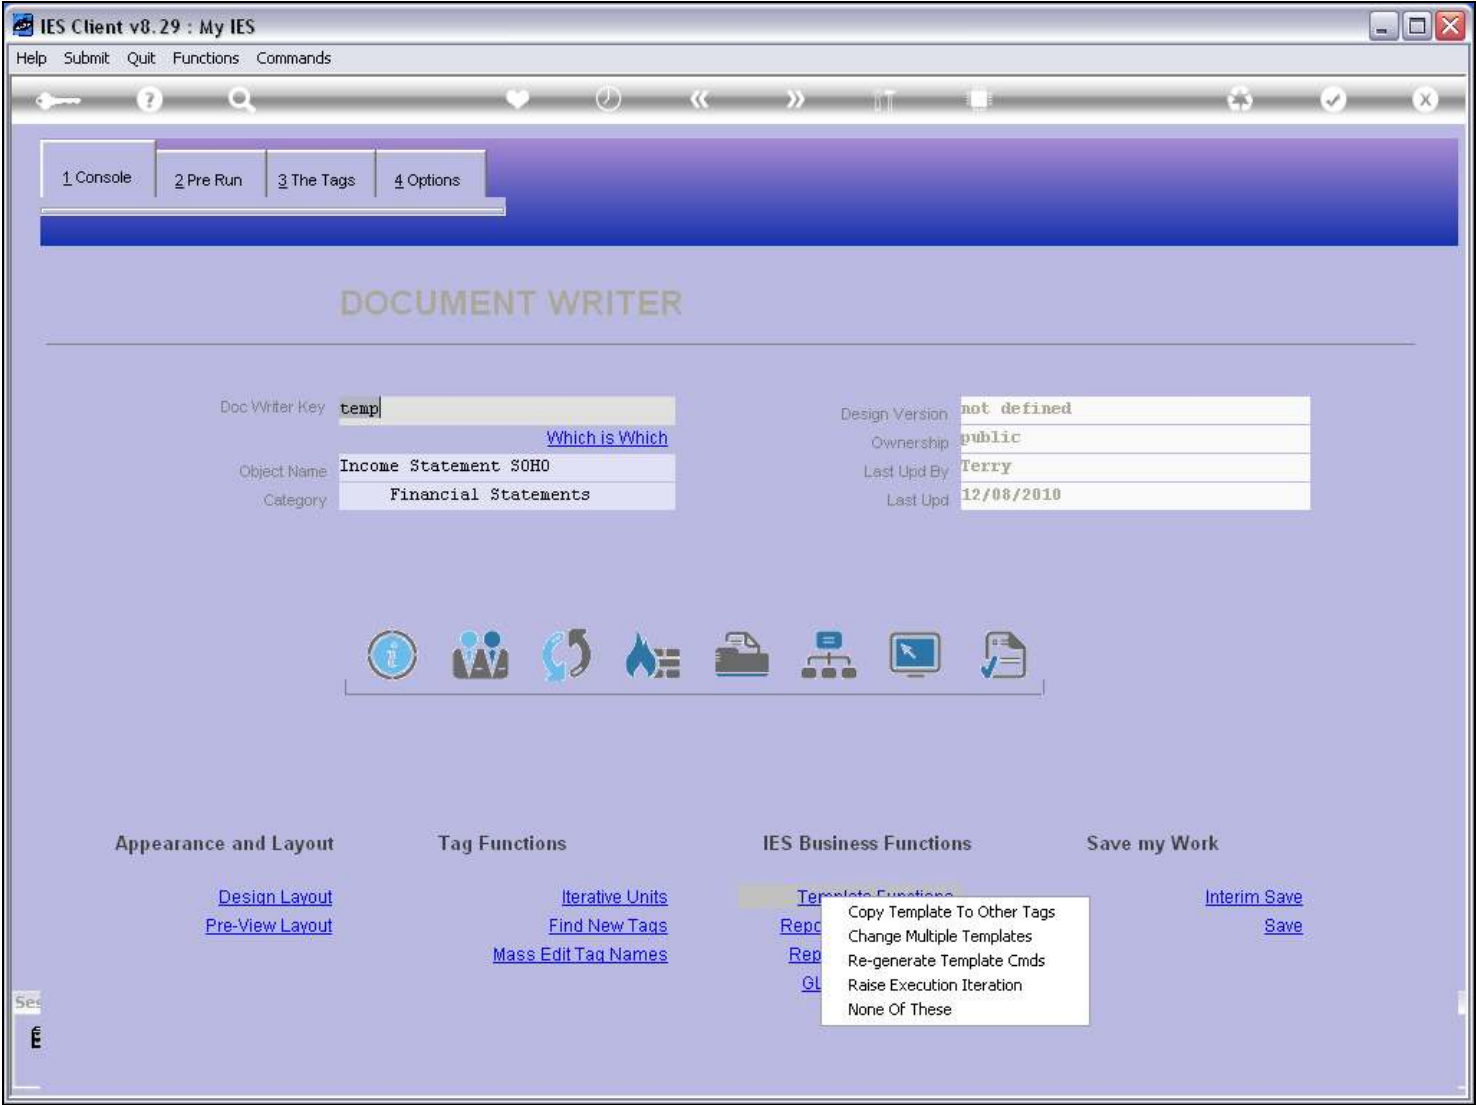 IES Client v8.29 : My IES
Help Submit Quit Functions Commands
1 Console 2 Pre Run 3 The Tags 4 Options
DOCUMENT WRITER
Doc Writer Key temp
Which is Which
Object Name Income Statement SOHO
Category Financial Statements
Design Version not defined
Ownership public
Last Upd By Terry
Last Upd 12/08/2010
Appearance and Layout
Design Layout
Pre-View Layout
Tag Functions
Iterative Units
Find New Tags
Mass Edit Tag Names
IES Business Functions
Template Functions
Copy Template To Other Tags
Change Multiple Templates
Re-generate Template Cmds
Raise Execution Iteration
None Of These
Save my Work
Interim Save
Save